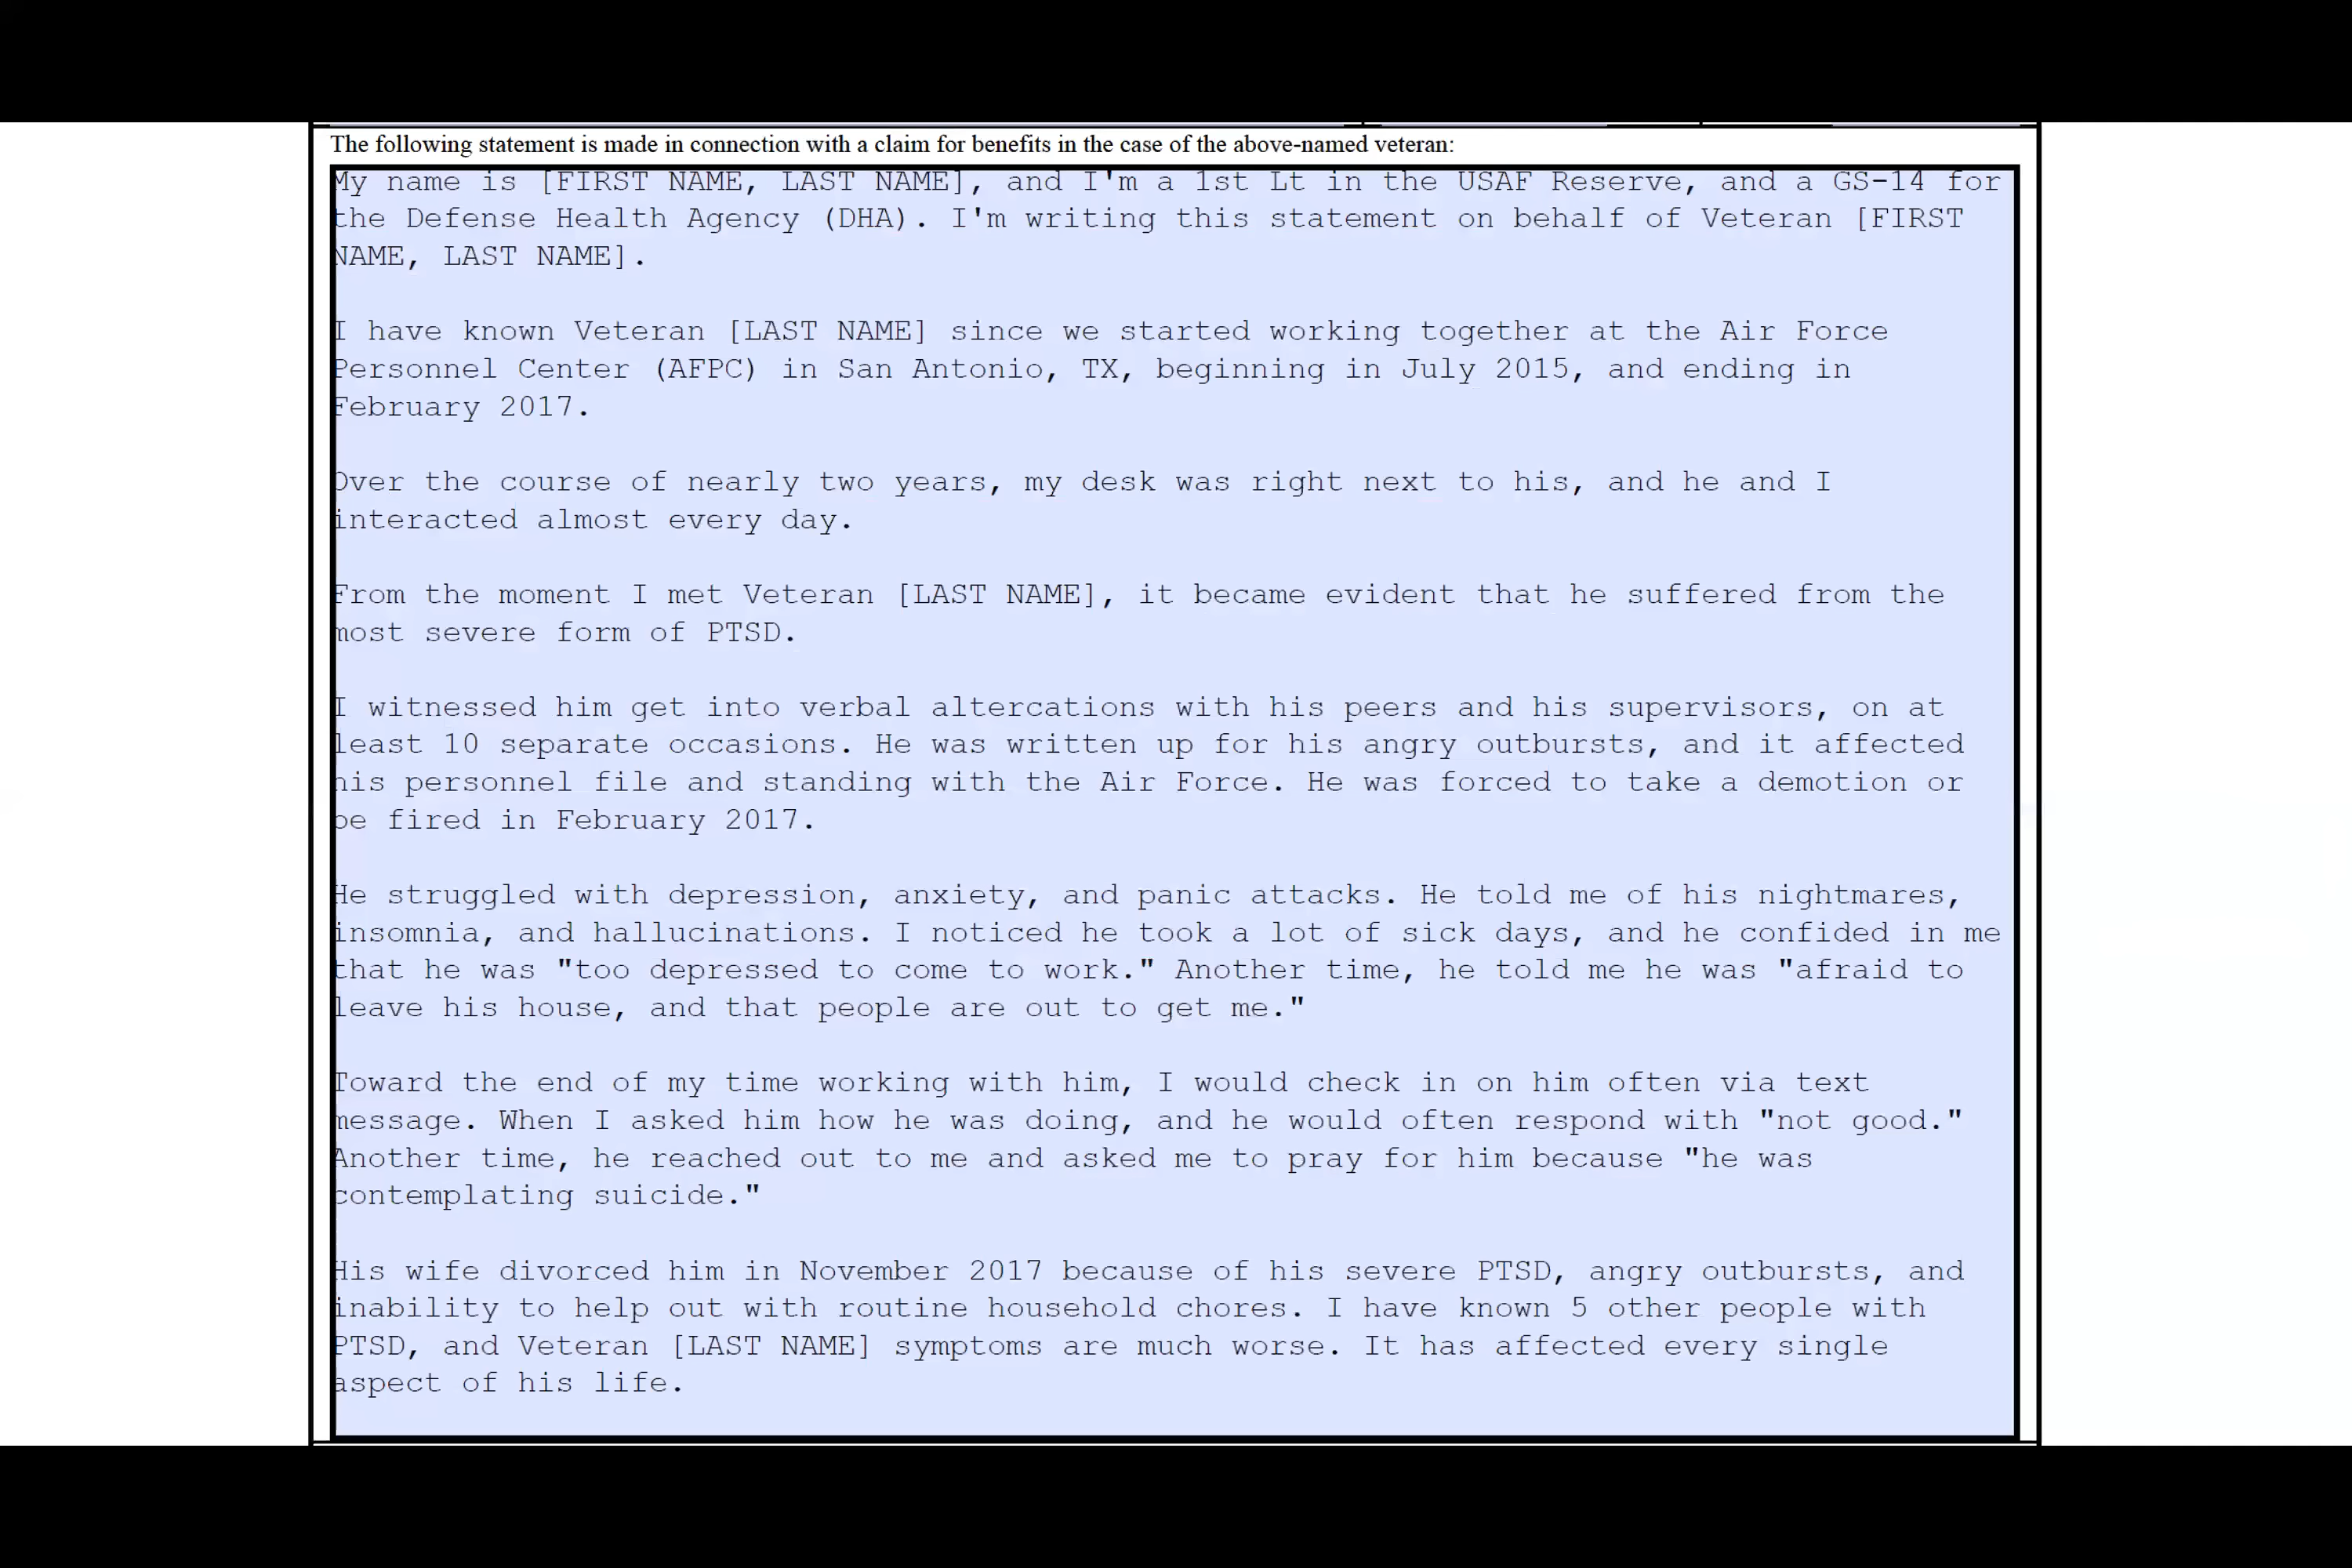 The following statement is made in connection with a claim for benefits in the case of the above-named veteran:
My name is [FIRST NAME, LAST NAME], and I'm a 1st Lt in the USAF Reserve, and a GS-14 for
the Defense Health Agency (DHA). I'm writing this statement on behalf of Veteran [FIRST
NAME, LAST NAME].
I have known Veteran [LAST NAME] since we started working together at the Air Force
Personnel Center (AFPC) in San Antonio, TX, beginning in July 2015, and ending in
February 2017.
Over the course of nearly two years, my desk was right next to his, and he and I
interacted almost every day.
From the moment I met Veteran [LAST NAME], it became evident that he suffered from the
most severe form of PTSD.
I witnessed him get into verbal altercations with his peers and his supervisors, on at
least 10 separate occasions. He was written up for his angry outbursts, and it affected
his personnel file and standing with the Air Force. He was forced to take a demotion or
be fired in February 2017.
He struggled with depression, anxiety, and panic attacks. He told me of his nightmares,
insomnia, and hallucinations. I noticed he took a lot of sick days, and he confided in me
that he was "too depressed to come to work." Another time, he told me he was "afraid to
leave his house, and that people are out to get me."
Toward the end of my time working with him, I would check in on him often via text
message. When I asked him how he was doing, and he would often respond with "not good."
Another time, he reached out to me and asked me to pray for him because "he was
contemplating suicide."
His wife divorced him in November 2017 because of his severe PTSD, angry outbursts, and
inability to help out with routine household chores. I have known 5 other people with
PTSD, and Veteran [LAST NAME] symptoms are much worse. It has affected every single
aspect of his life.